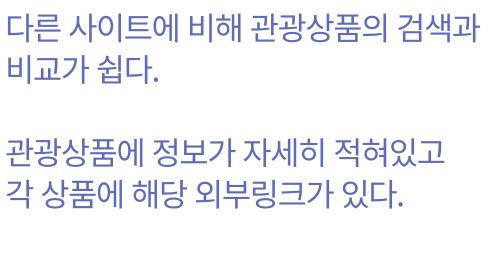 다른 사이트에 비해 관광상품의 검색과
비교가 쉽다.
관광상품에 정보가 자세히 적혀있고
각 상품에 해당 외부링크가 있다.